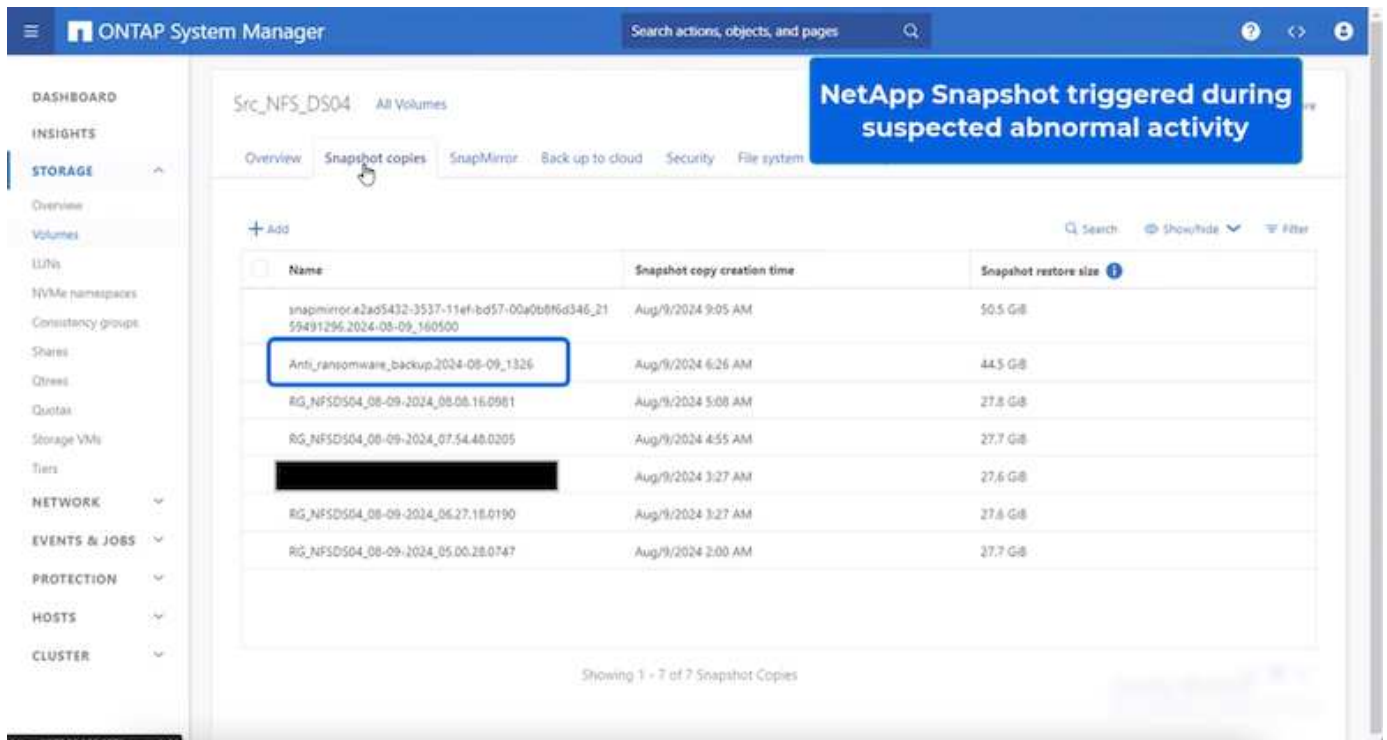 ONTAP System Manager
Search actions, objects, and pages
NetApp Snapshot triggered during
suspected abnormal activity
DASHBOARD
INSIGHTS
STORAGE
Overview
Volumes
LUNs
NVMe namespaces
Consistency groups
Shares
Qtrees
Quotas
Storage VMs
Tiers
NETWORK
EVENTS & JOBS
PROTECTION
HOSTS
CLUSTER
Src_NFS_DS04 All Volumes
Overview Snapshot copies SnapMirror Back up to cloud Security File system
Add
Search Show/hide Filter
Name Snapshot copy creation time Snapshot restore size
snapmirror.e2ad5432-3537-11ef-bd57-00a0b8f6d346_21
59491296.2024-08-09_160500 Aug/9/2024 9:05 AM 50.5 GiB
Anti_ransomware_backup.2024-08-09_1326 Aug/9/2024 6:26 AM 44.5 GiB
RG_NFSDS04_08-09-2024_08.08.16.0981 Aug/9/2024 5:08 AM 27.8 GiB
RG_NFSDS04_08-09-2024_07.54.48.0205 Aug/9/2024 4:55 AM 27.7 GiB
Aug/9/2024 3:27 AM 27.6 GiB
RG_NFSDS04_08-09-2024_06.27.18.0190 Aug/9/2024 3:27 AM 27.6 GiB
RG_NFSDS04_08-09-2024_05.00.28.0747 Aug/9/2024 2:00 AM 27.7 GiB
Showing 1 - 7 of 7 Snapshot Copies